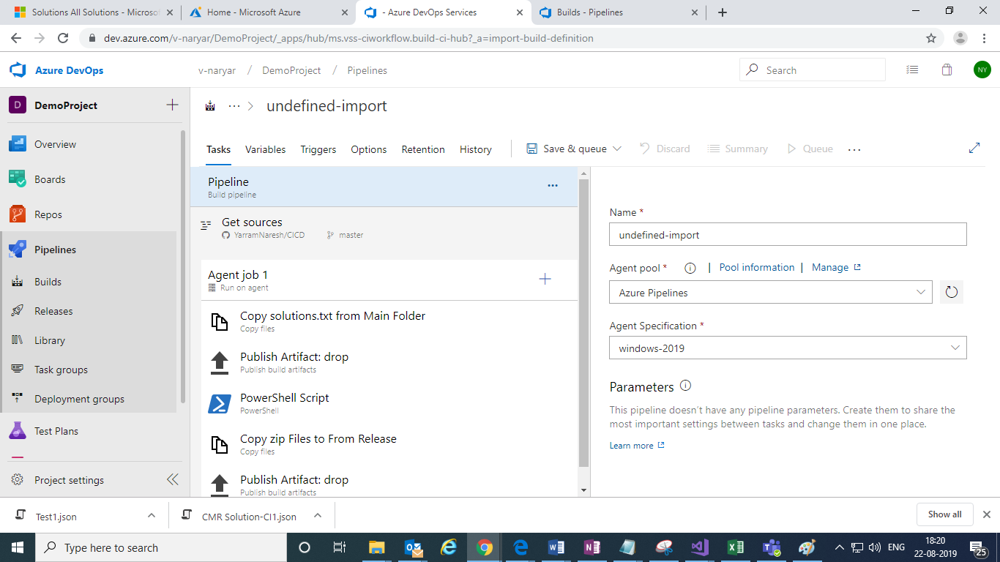 Solutions All Solutions - Microso
Home - Microsoft Azure
- Azure DevOps Services
Builds - Pipelines
dev.azure.com/v-naryar/DemoProject/_apps/hub/ms.vss-ciworkflow.build-ci-hub?_a=import-build-definition
Azure DevOps
v-naryar / DemoProject / Pipelines
Search
NY
D DemoProject
undefined-import
Overview
Boards
Repos
Pipelines
Builds
Releases
Library
Task groups
Deployment groups
Test Plans
Project settings
Tasks Variables Triggers Options Retention History
Save & queue Discard Summary Queue
Pipeline
Build pipeline
Get sources
YarramNaresh/CICD master
Agent job 1
Run on agent
Copy solutions.txt from Main Folder
Copy files
Publish Artifact: drop
Publish build artifacts
PowerShell Script
PowerShell
Copy zip Files to From Release
Copy files
Publish Artifact: drop
Publish build artifacts
Name *
undefined-import
Agent pool * | Pool information | Manage
Azure Pipelines
Agent Specification *
windows-2019
Parameters
This pipeline doesn't have any pipeline parameters. Create them to share the
most important settings between tasks and change them in one place.
Learn more
Test1.json
CMR Solution-CI1.json
Show all
Type here to search
ENG
18:20
22-08-2019
25